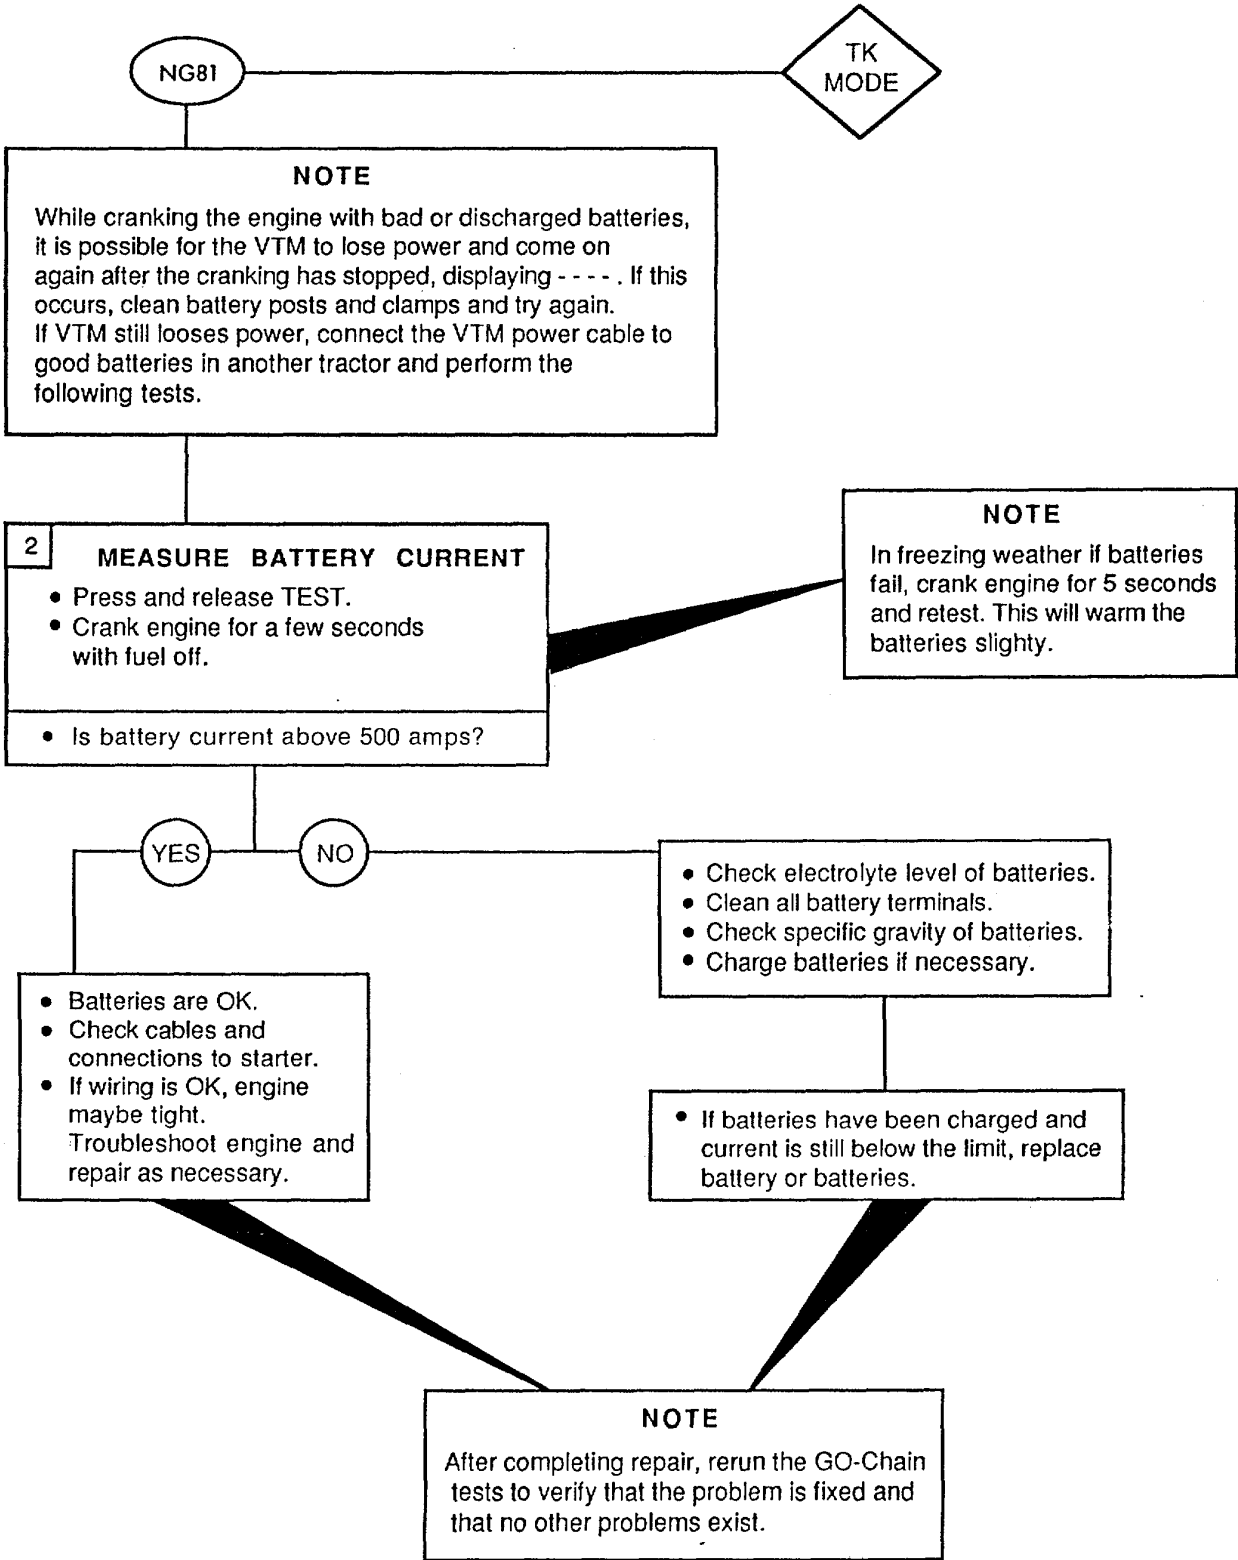 NG81
TK
MODE
NOTE
While cranking the engine with bad or discharged batteries,
it is possible for the VTM to lose power and come on
again after the cranking has stopped, displaying - - - - . If this
occurs, clean battery posts and clamps and try again.
If VTM still looses power, connect the VTM power cable to
good batteries in another tractor and perform the
following tests.
2
MEASURE BATTERY CURRENT
• Press and release TEST.
• Crank engine for a few seconds
with fuel off.
• Is battery current above 500 amps?
NOTE
In freezing weather if batteries
fail, crank engine for 5 seconds
and retest. This will warm the
batteries slighty.
YES
NO
• Check electrolyte level of batteries.
• Clean all battery terminals.
• Check specific gravity of batteries.
• Charge batteries if necessary.
• Batteries are OK.
• Check cables and
connections to starter.
• If wiring is OK, engine
maybe tight.
Troubleshoot engine and
repair as necessary.
• If batteries have been charged and
current is still below the limit, replace
battery or batteries.
NOTE
After completing repair, rerun the GO-Chain
tests to verify that the problem is fixed and
that no other problems exist.